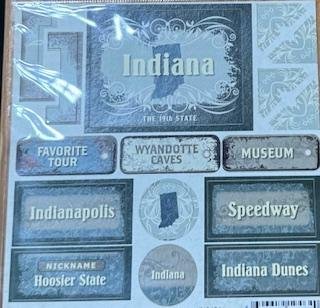 Indiana
THE 19th STATE
FAVORITE
TOUR
WYANDOTTE
CAVES
MUSEUM
Indianapolis
Speedway
NICKNAME
Hoosier State
Indiana
Indiana Dunes